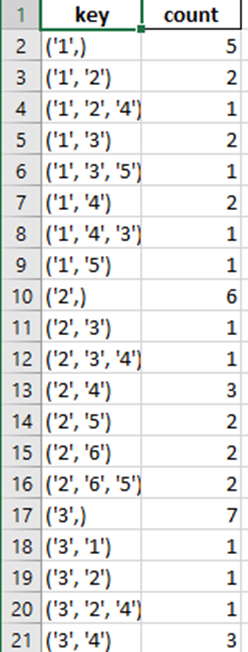 1 key count
2 ('1',) 5
3 ('1', '2') 2
4 ('1', '2', '4') 1
5 ('1', '3') 2
6 ('1', '3', '5') 1
7 ('1', '4') 2
8 ('1', '4', '3') 1
9 ('1', '5') 1
10 ('2',) 6
11 ('2', '3') 1
12 ('2', '3', '4') 1
13 ('2', '4') 3
14 ('2', '5') 2
15 ('2', '6') 2
16 ('2', '6', '5') 2
17 ('3',) 7
18 ('3', '1') 1
19 ('3', '2') 1
20 ('3', '2', '4') 1
21 ('3', '4') 3